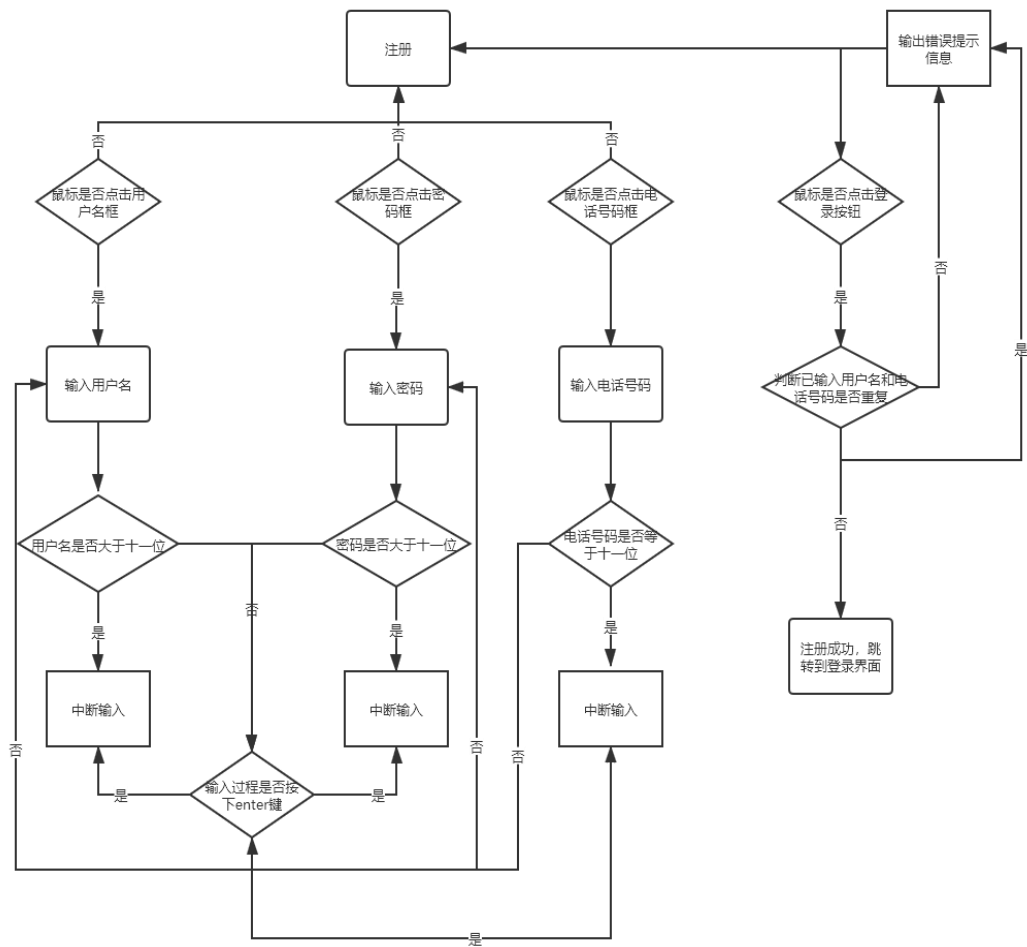 注册
输出错误提示
信息
否
否
否
鼠标是否点击用
户名框
鼠标是否点击密
码框
鼠标是否点击电
话号码框
鼠标是否点击登
录按钮
是
是
是
否
输入用户名
输入密码
输入电话号码
判断已输入用户名和电
话号码是否重复
是
用户名是否大于十一位
密码是否大于十一位
电话号码是否等
于十一位
否
否
是
是
是
中断输入
中断输入
中断输入
注册成功，跳
转到登录界面
否
否
否
输入过程是否按
下enter键
是
是
是